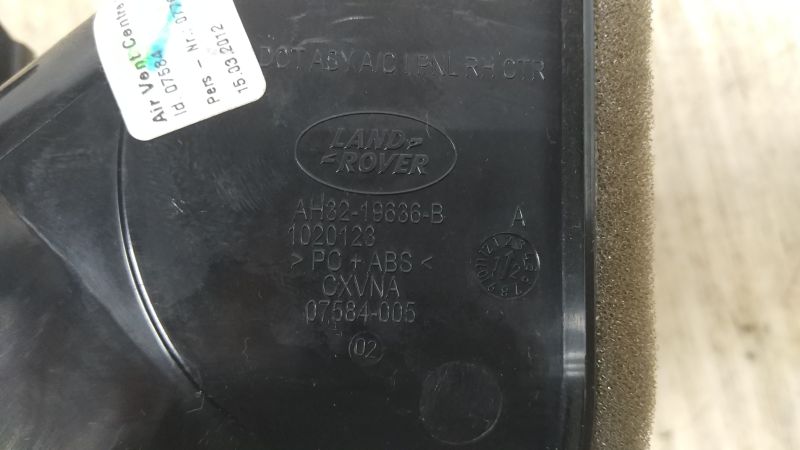 Air Vent Centre
Id 07584
Pers - Nr.:
15.03.2012
DCT ASY A/C I PNL RH CTR
LAND
ROVER
AH32-19636-B
A
1020123
> PC + ABS <
CXVNA
07584-005
02